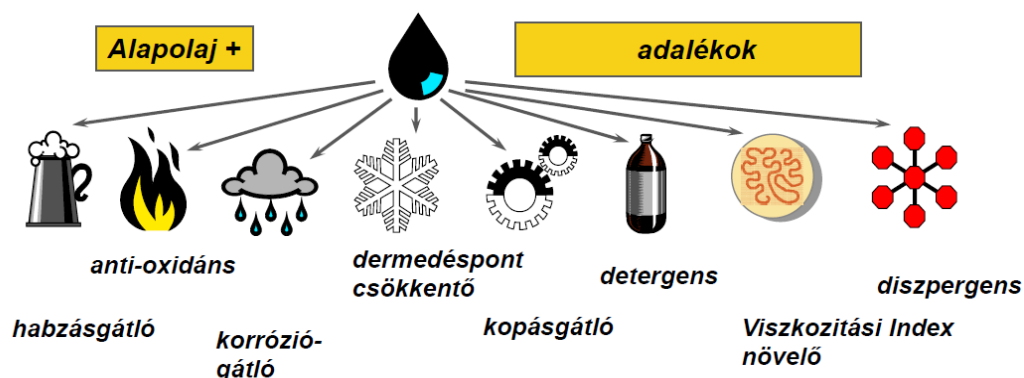 Alapolaj +
adalékok
anti-oxidáns
dermedéspont
csökkentő
detergens
diszpergens
habzásgátló
korrózió-
gátló
kopásgátló
Viszkozitási Index
növelő